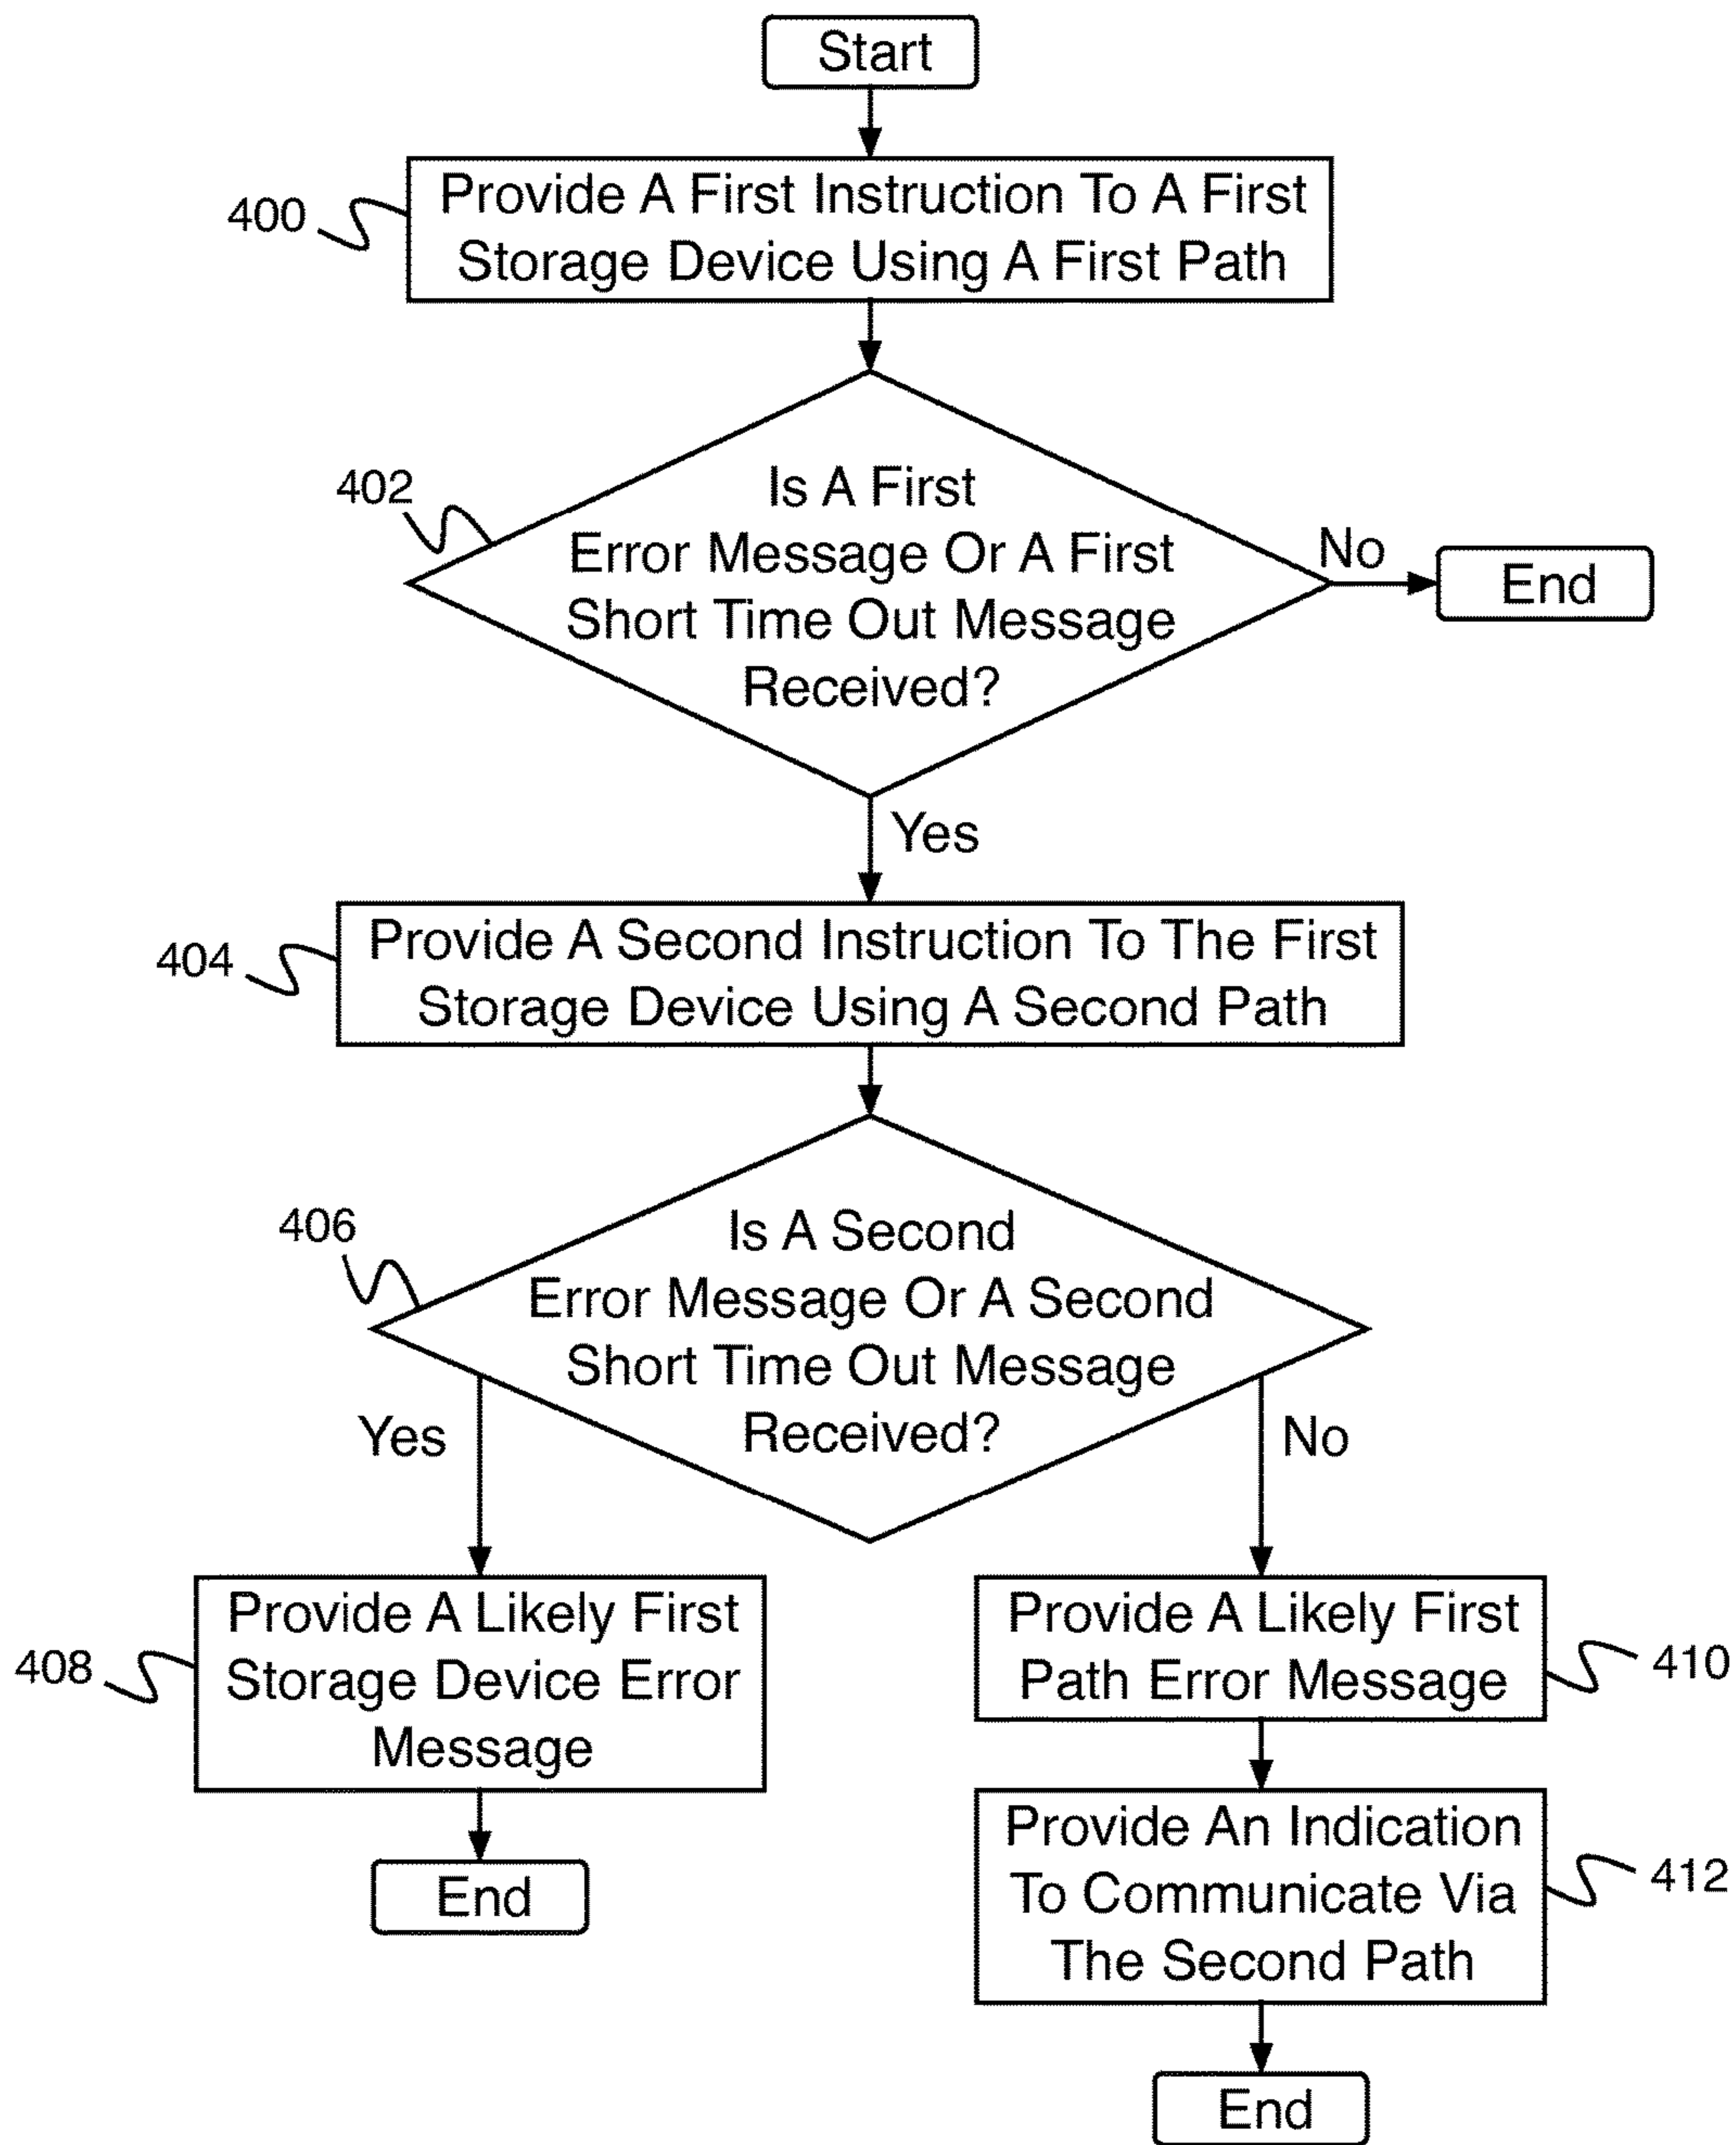 Start
400
Provide A First Instruction To A First
Storage Device Using A First Path
402
Is A First
Error Message Or A First
Short Time Out Message
Received?
No
End
Yes
404
Provide A Second Instruction To The First
Storage Device Using A Second Path
406
Is A Second
Error Message Or A Second
Short Time Out Message
Received?
Yes
No
408
Provide A Likely First
Storage Device Error
Message
End
Provide A Likely First
Path Error Message
410
Provide An Indication
To Communicate Via
The Second Path
412
End